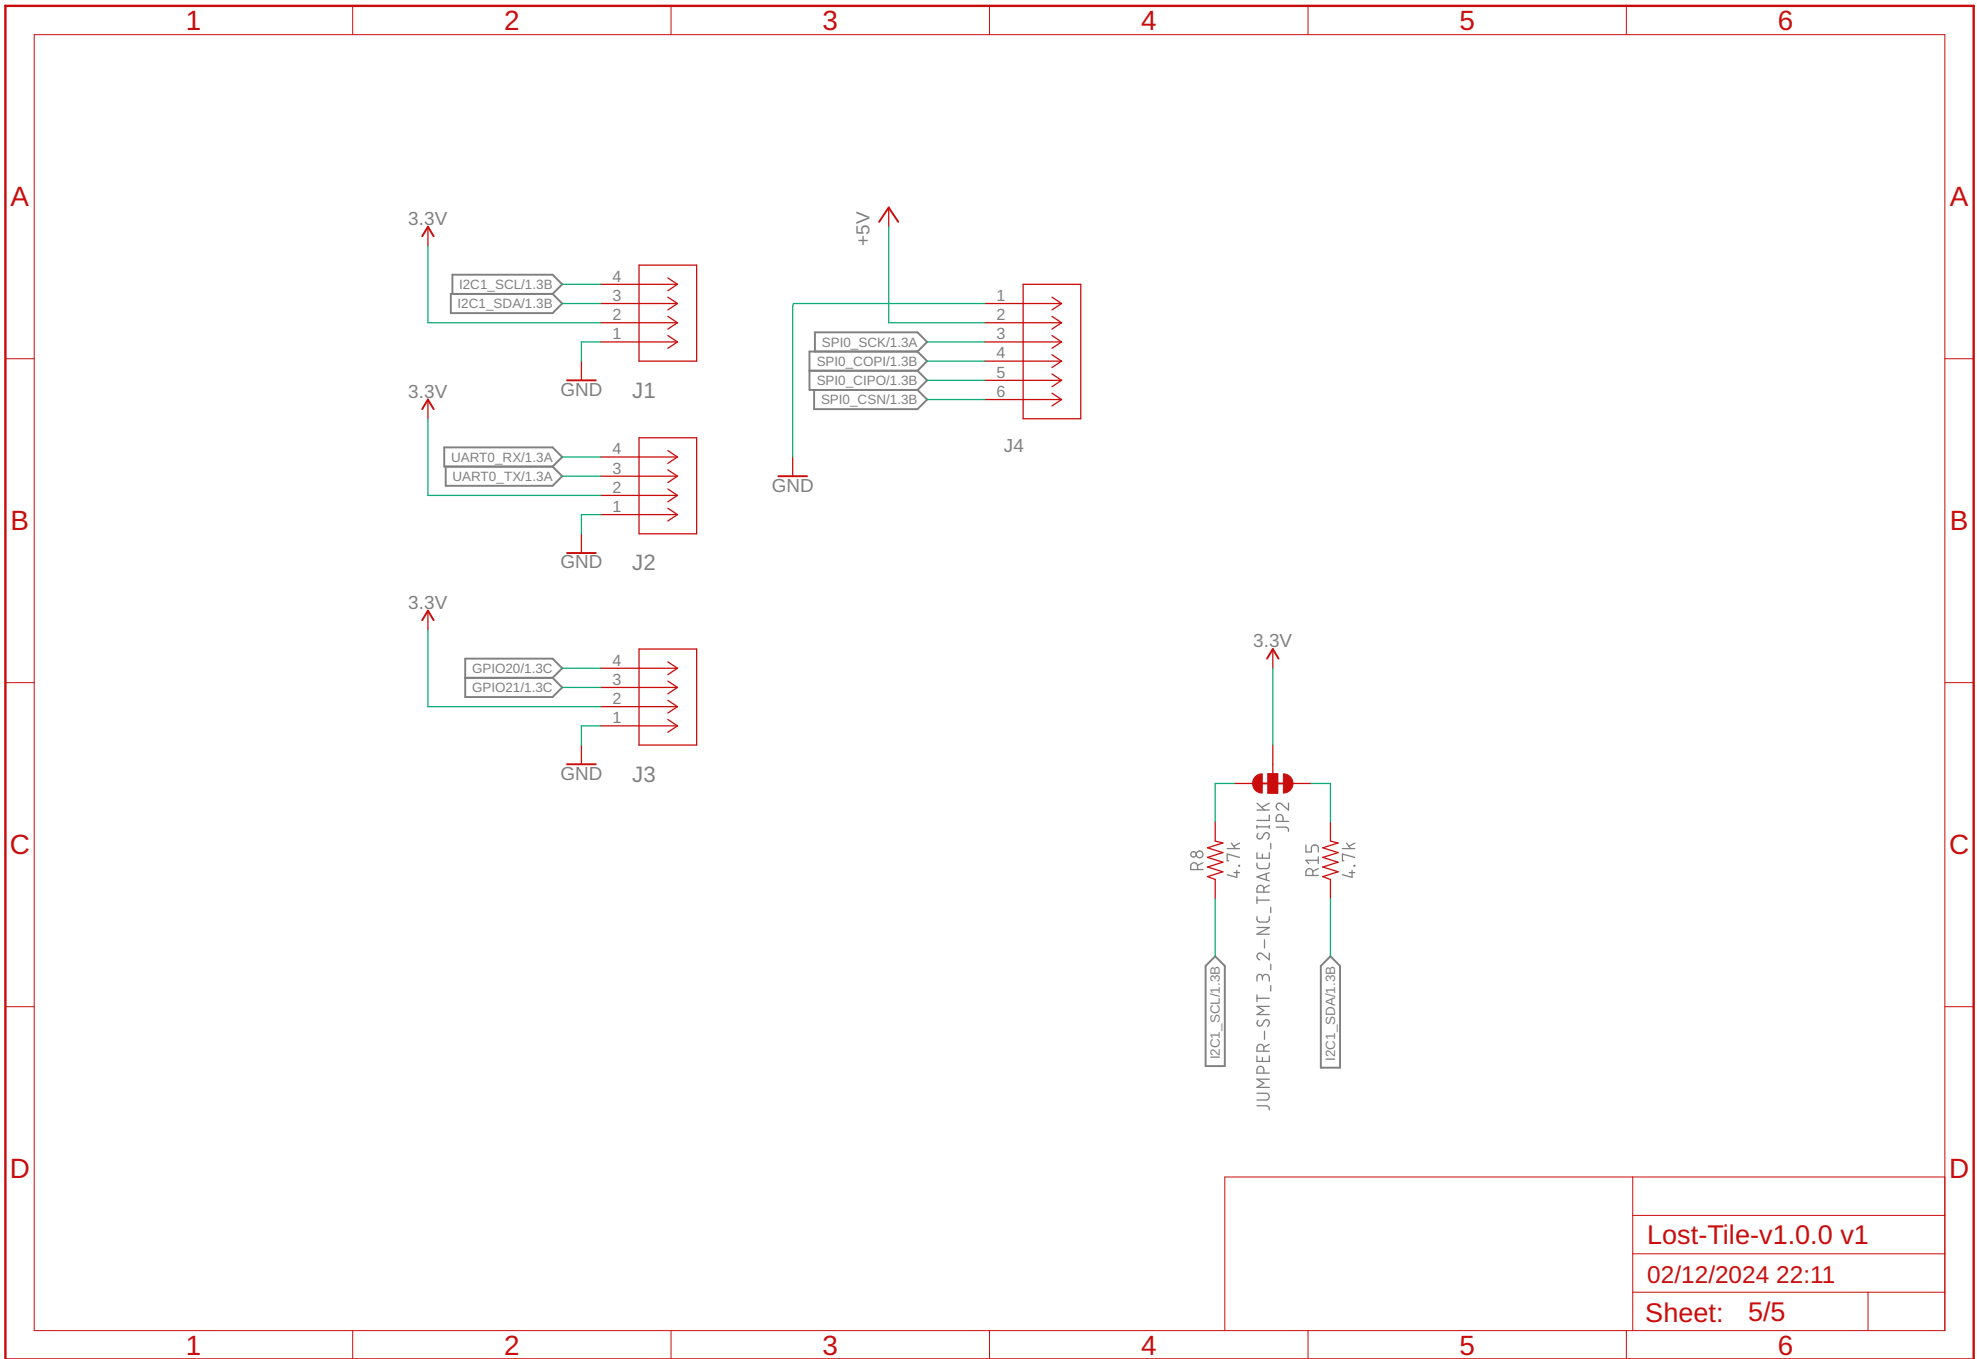 1 2 3 4 5 6
A A
3.3V
I2C1_SCL/1.3B 4
I2C1_SDA/1.3B 3
2
1
GND J1
+5V
1
2
SPI0_SCK/1.3A 3
SPI0_COPI/1.3B 4
SPI0_CIPO/1.3B 5
SPI0_CSN/1.3B 6
J4
GND
3.3V
UART0_RX/1.3A 4
UART0_TX/1.3A 3
2
1
GND J2
B B
3.3V
GPIO20/1.3C 4
GPIO21/1.3C 3
2
1
GND J3
3.3V
JP2
JUMPER-SMT_3_2-NC_TRACE_SILK
R8
4.7k
R15
4.7k
I2C1_SCL/1.3B
I2C1_SDA/1.3B
C C
D D
Lost-Tile-v1.0.0 v1
02/12/2024 22:11
Sheet: 5/5
1 2 3 4 5 6